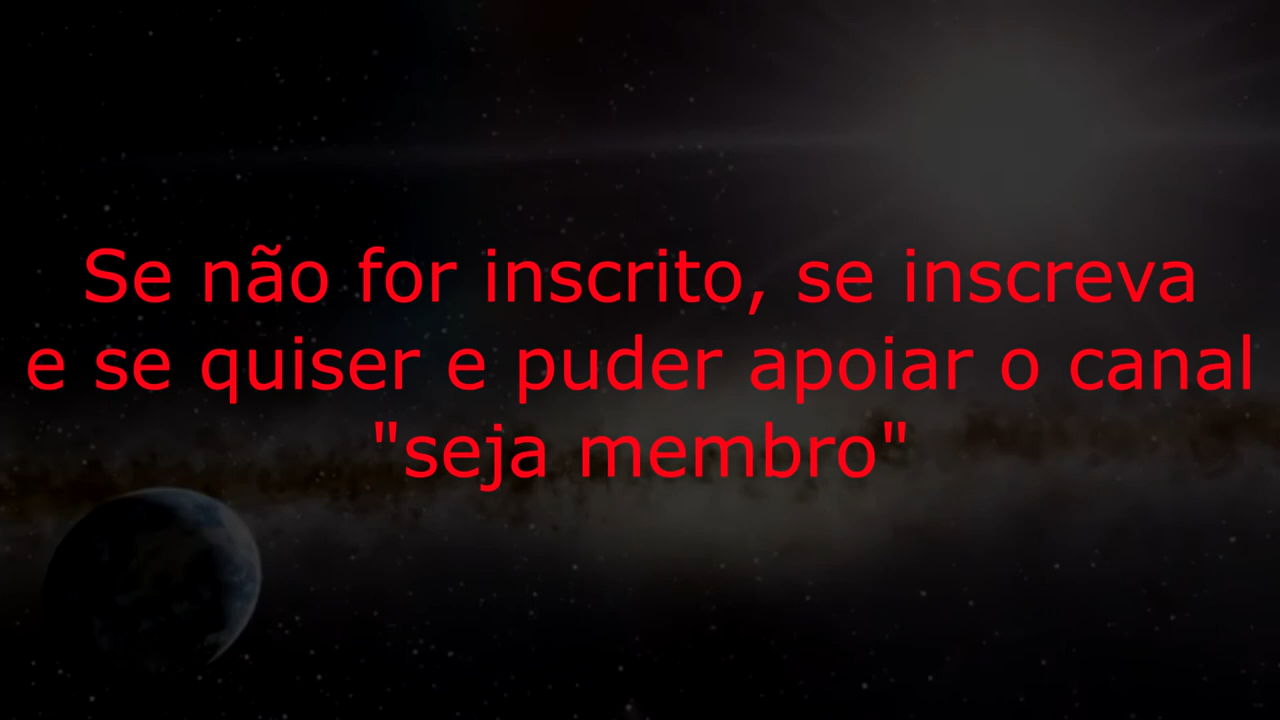 Se não for inscrito, se inscreva
e se quiser e puder apoiar o canal
"seja membro"